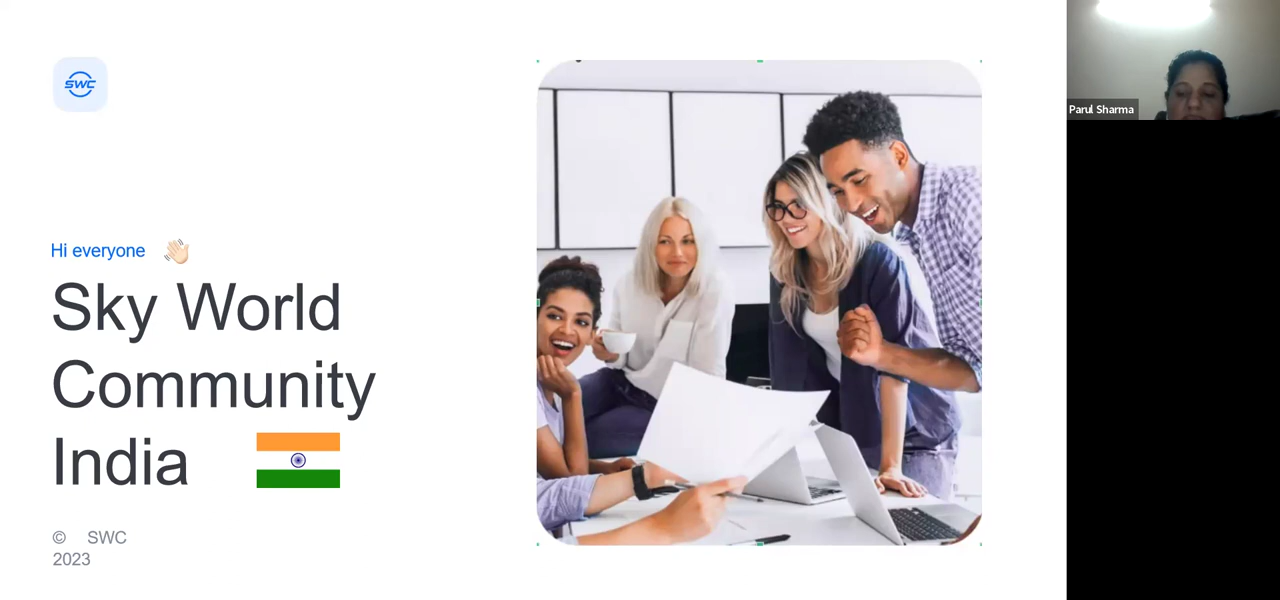 SWC
Hi everyone
Sky World
Community
India
© SWC
2023
Parul Sharma